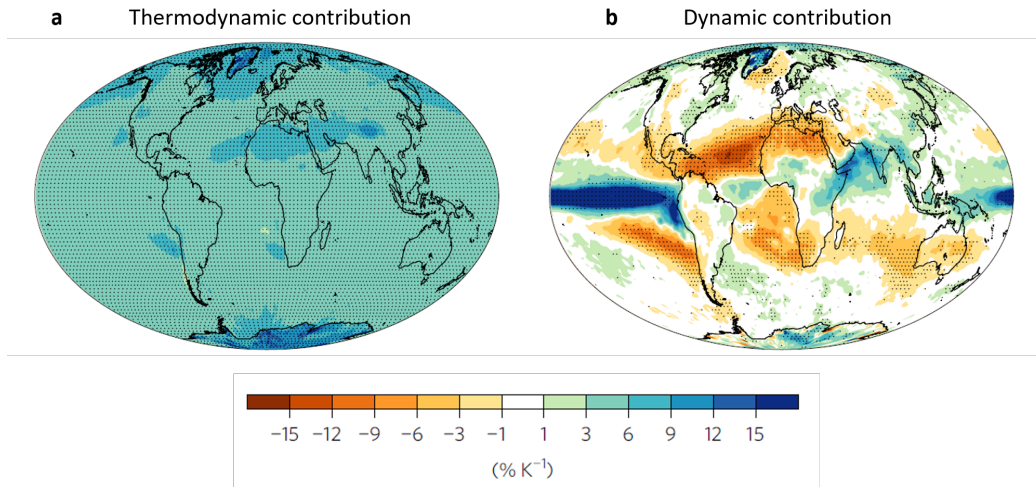 a Thermodynamic contribution
b Dynamic contribution
−15 −12 −9 −6 −3 −1 1 3 6 9 12 15
(% K⁻¹)